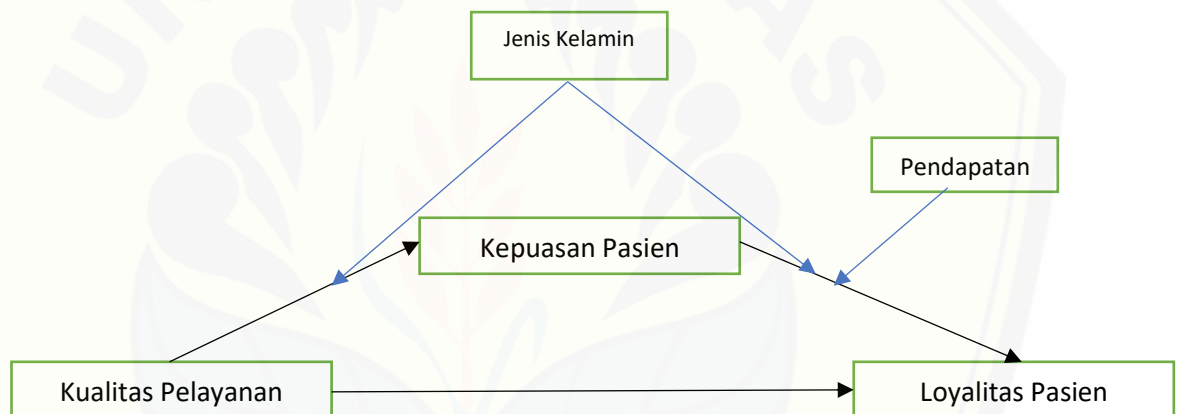 Jenis Kelamin
Pendapatan
Kepuasan Pasien
Kualitas Pelayanan
Loyalitas Pasien